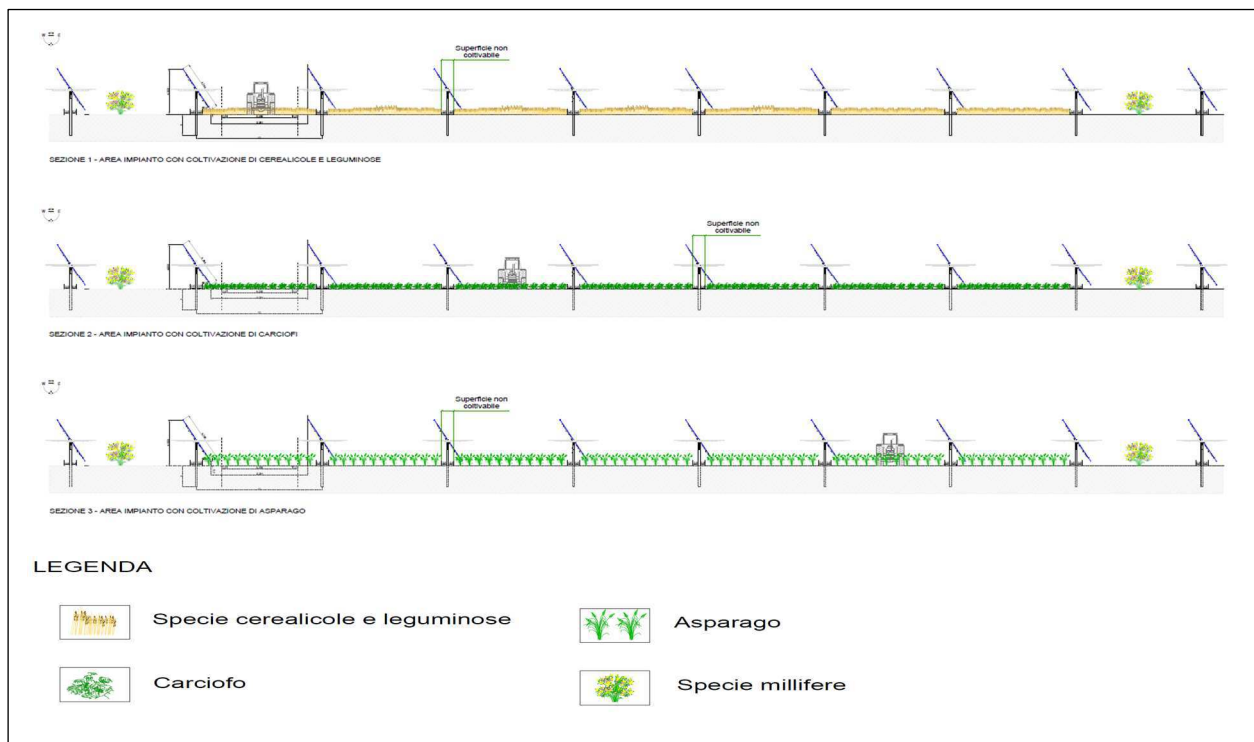 Superficie non
coltivabile
SEZIONE 1 - AREA IMPIANTO CON COLTIVAZIONE DI CEREALICOLE E LEGUMINOSE
Superficie non
coltivabile
SEZIONE 2 - AREA IMPIANTO CON COLTIVAZIONE DI CARCIOFI
Superficie non
coltivabile
SEZIONE 3 - AREA IMPIANTO CON COLTIVAZIONE DI ASPARAGO
LEGENDA
Specie cerealicole e leguminose
Asparago
Carciofo
Specie millifere